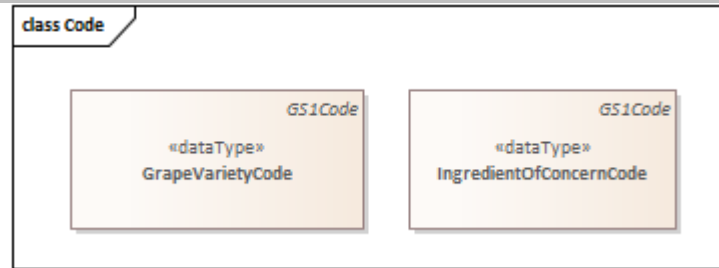 class Code
GS1Code
«dataType»
GrapeVarietyCode
GS1Code
«dataType»
IngredientOfConcernCode